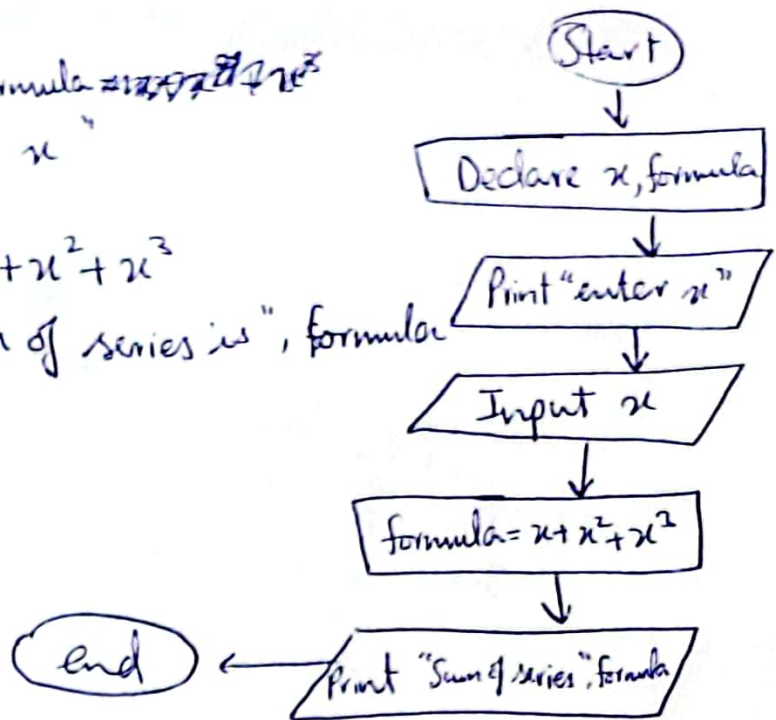 rmula
x "
+ x² + x³
of series is", formula
Start
Declare x, formula
Print "enter x"
Input x
formula = x + x² + x³
Print "Sum of series", formula
end